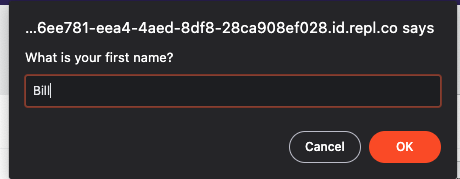 ...6ee781-eea4-4aed-8df8-28ca908ef028.id.repl.co says
What is your first name?
Bill
Cancel
OK